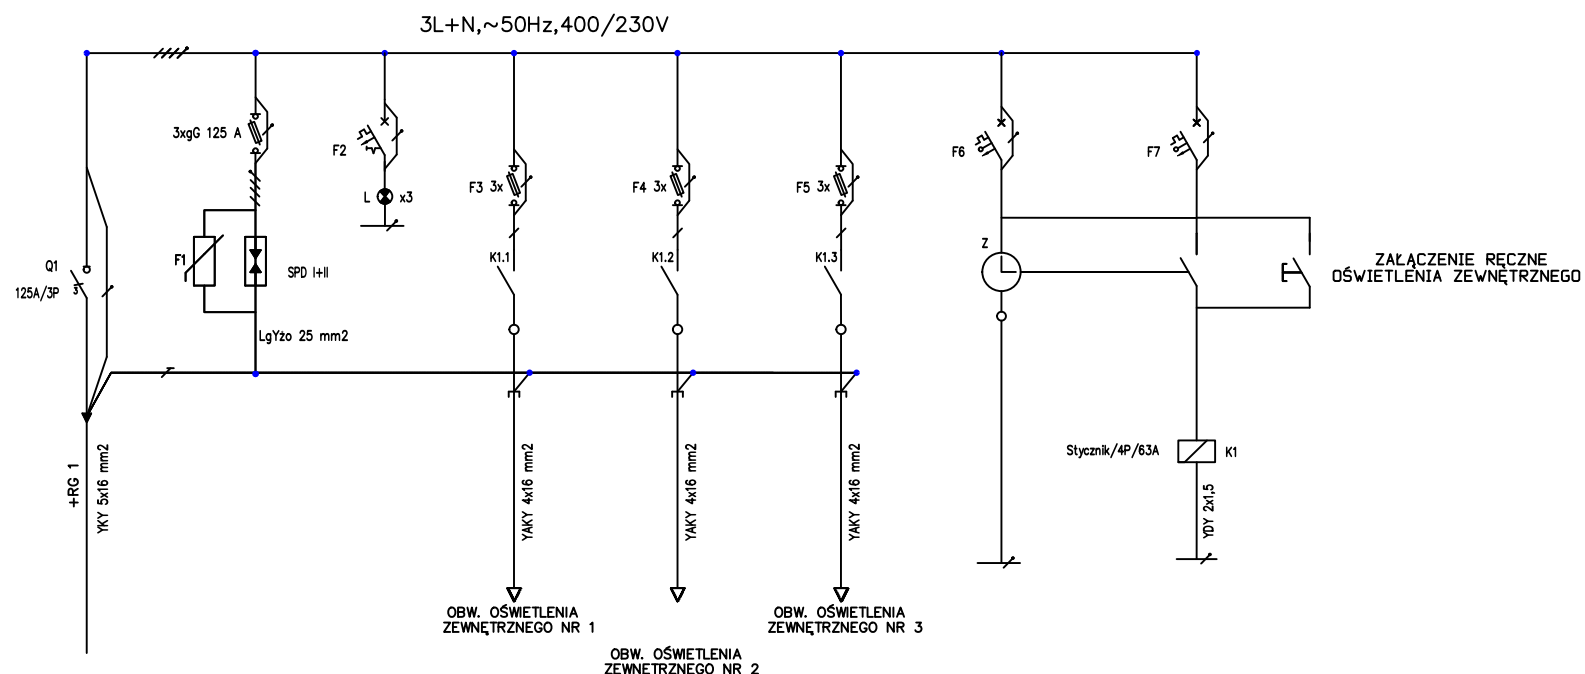 3L+N,~50Hz,400/230V
3xgG 125 A
F2
L x3
F1
SPD I+II
LgYżo 25 mm2
Q1
125A/3P
3
F3 3x
K1.1
F4 3x
K1.2
F5 3x
K1.3
F6
F7
Z
ZAŁĄCZENIE RĘCZNE
OŚWIETLENIA ZEWNĘTRZNEGO
Stycznik/4P/63A
K1
YDY 2x1,5
+RG 1
YKY 5x16 mm2
YAKY 4x16 mm2
YAKY 4x16 mm2
YAKY 4x16 mm2
OBW. OŚWIETLENIA
ZEWNĘTRZNEGO NR 1
OBW. OŚWIETLENIA
ZEWNĘTRZNEGO NR 2
OBW. OŚWIETLENIA
ZEWNĘTRZNEGO NR 3